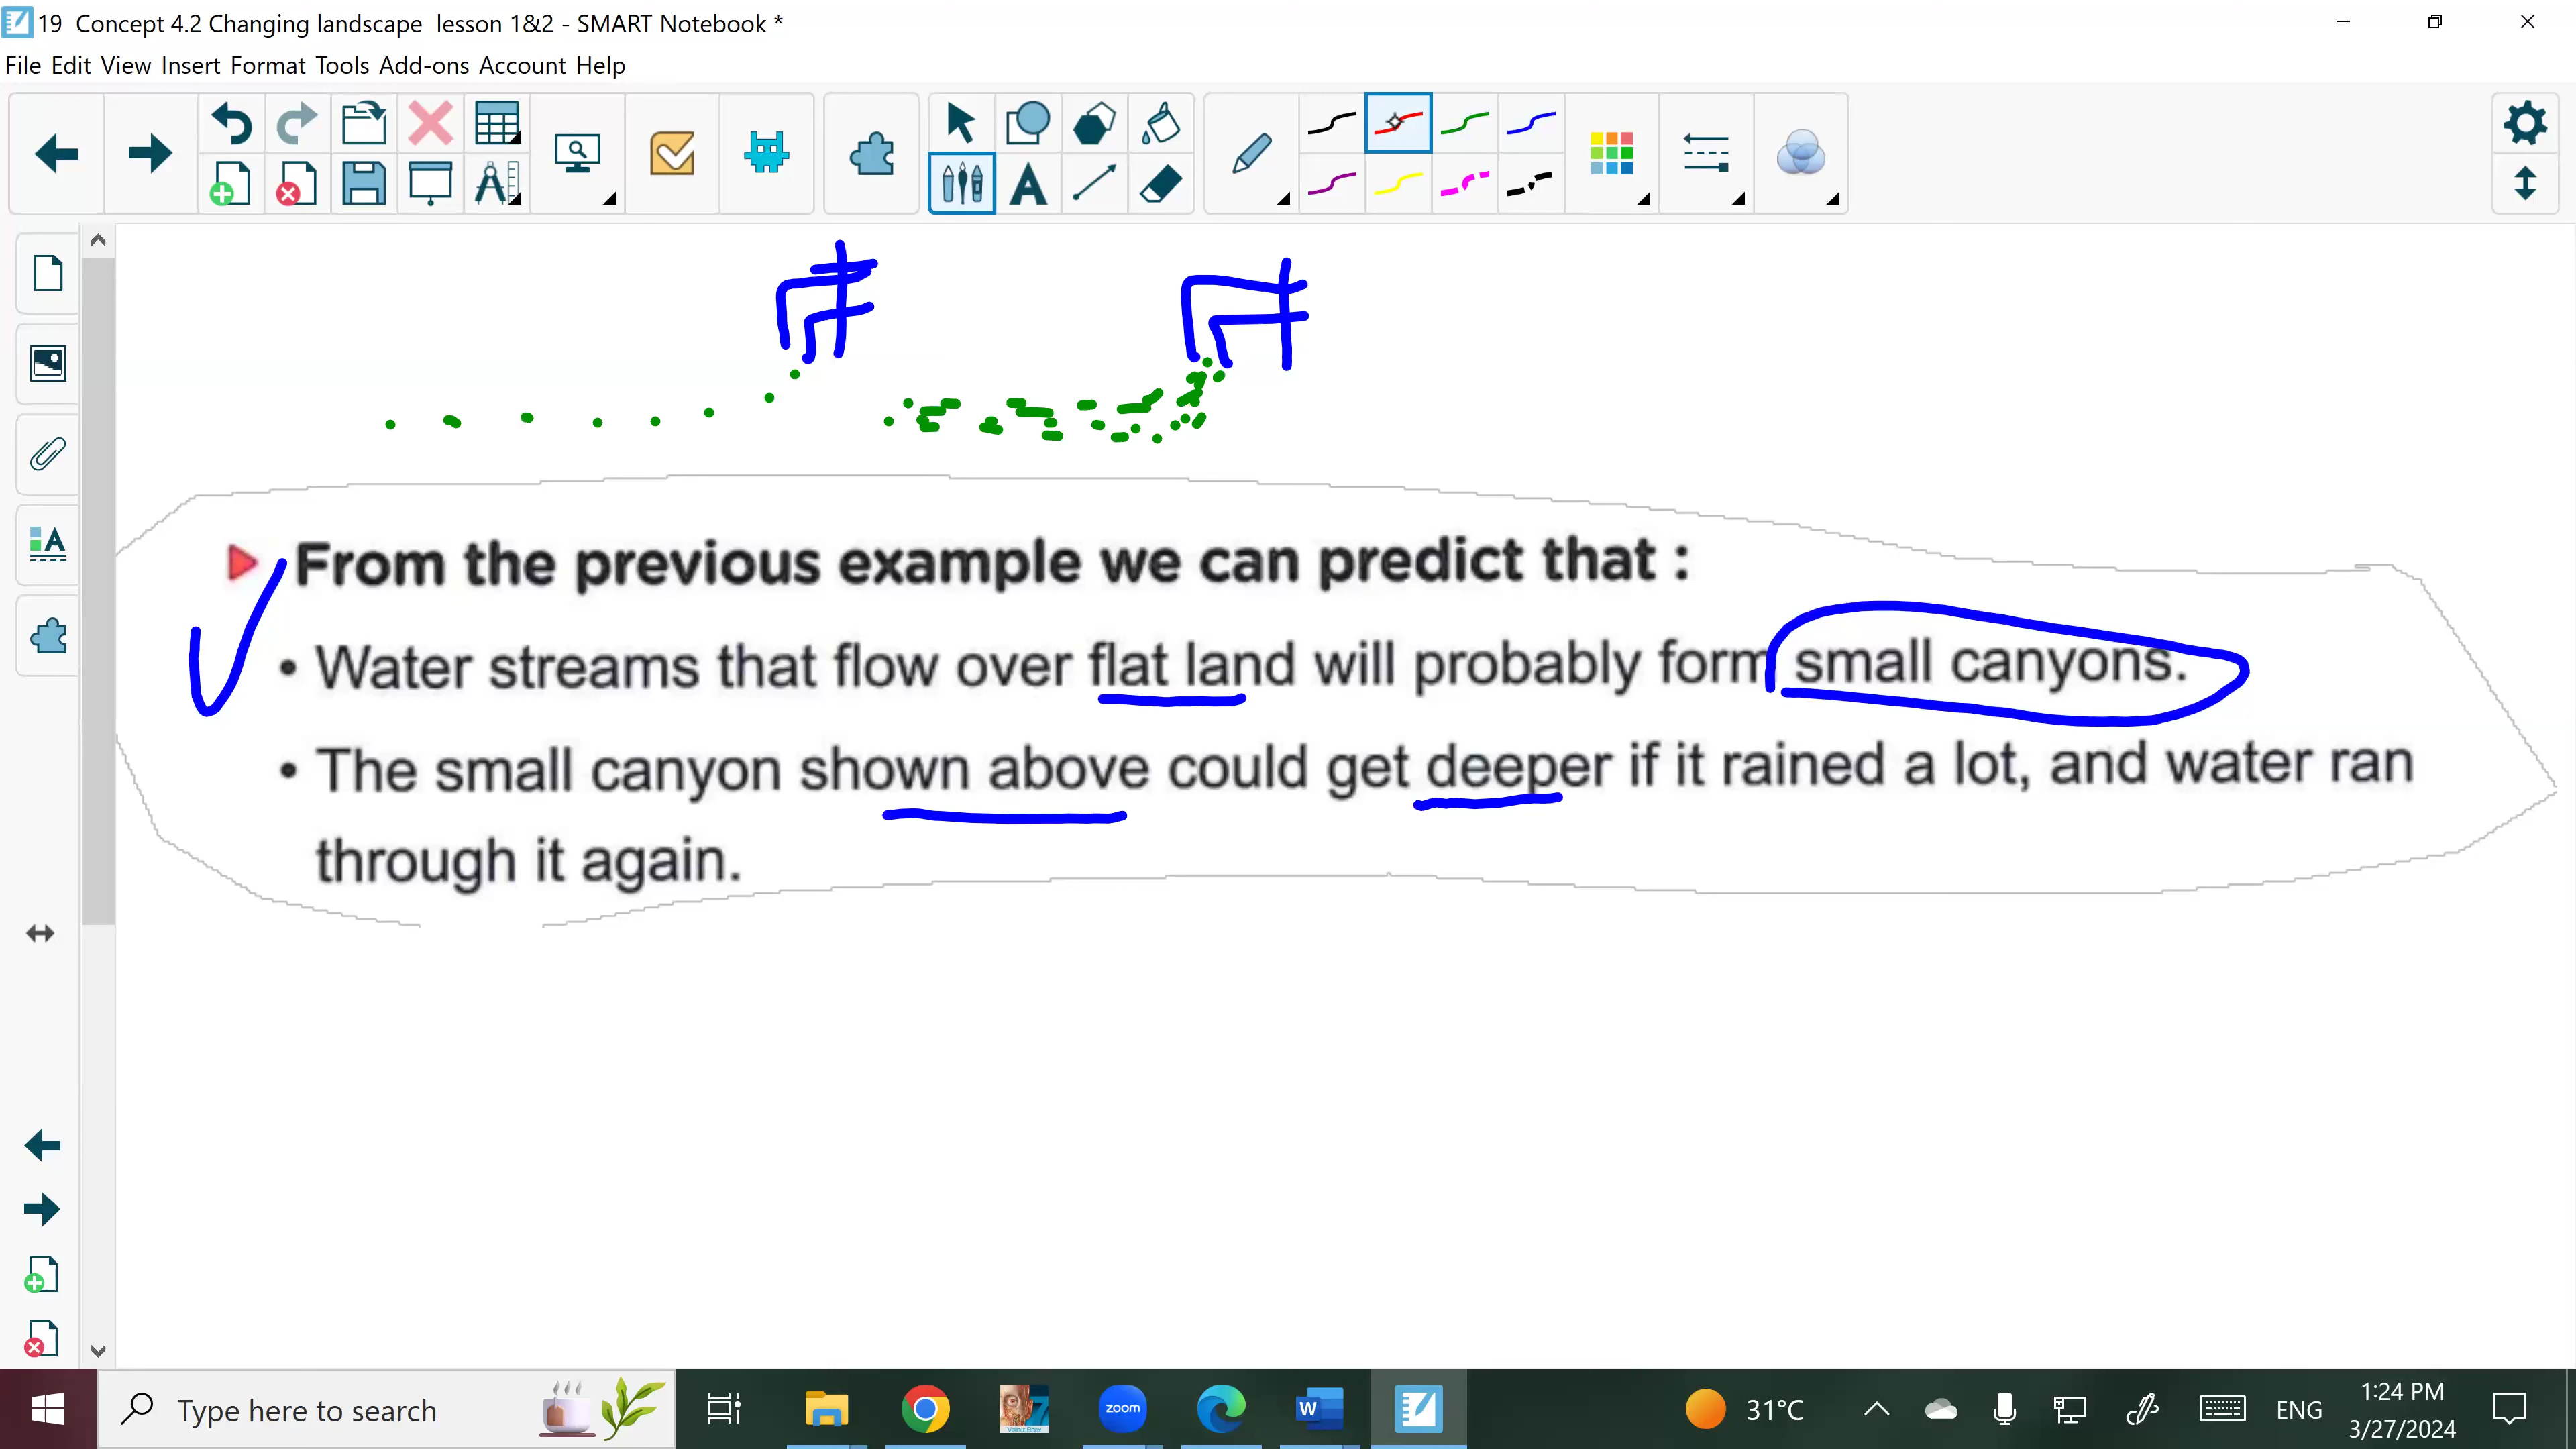 19 Concept 4.2 Changing landscape lesson 1&2 - SMART Notebook *
File Edit View Insert Format Tools Add-ons Account Help
From the previous example we can predict that :
• Water streams that flow over flat land will probably form small canyons.
• The small canyon shown above could get deeper if it rained a lot, and water ran
through it again.
Type here to search
zoom
W
31°C
ENG
1:24 PM
3/27/2024